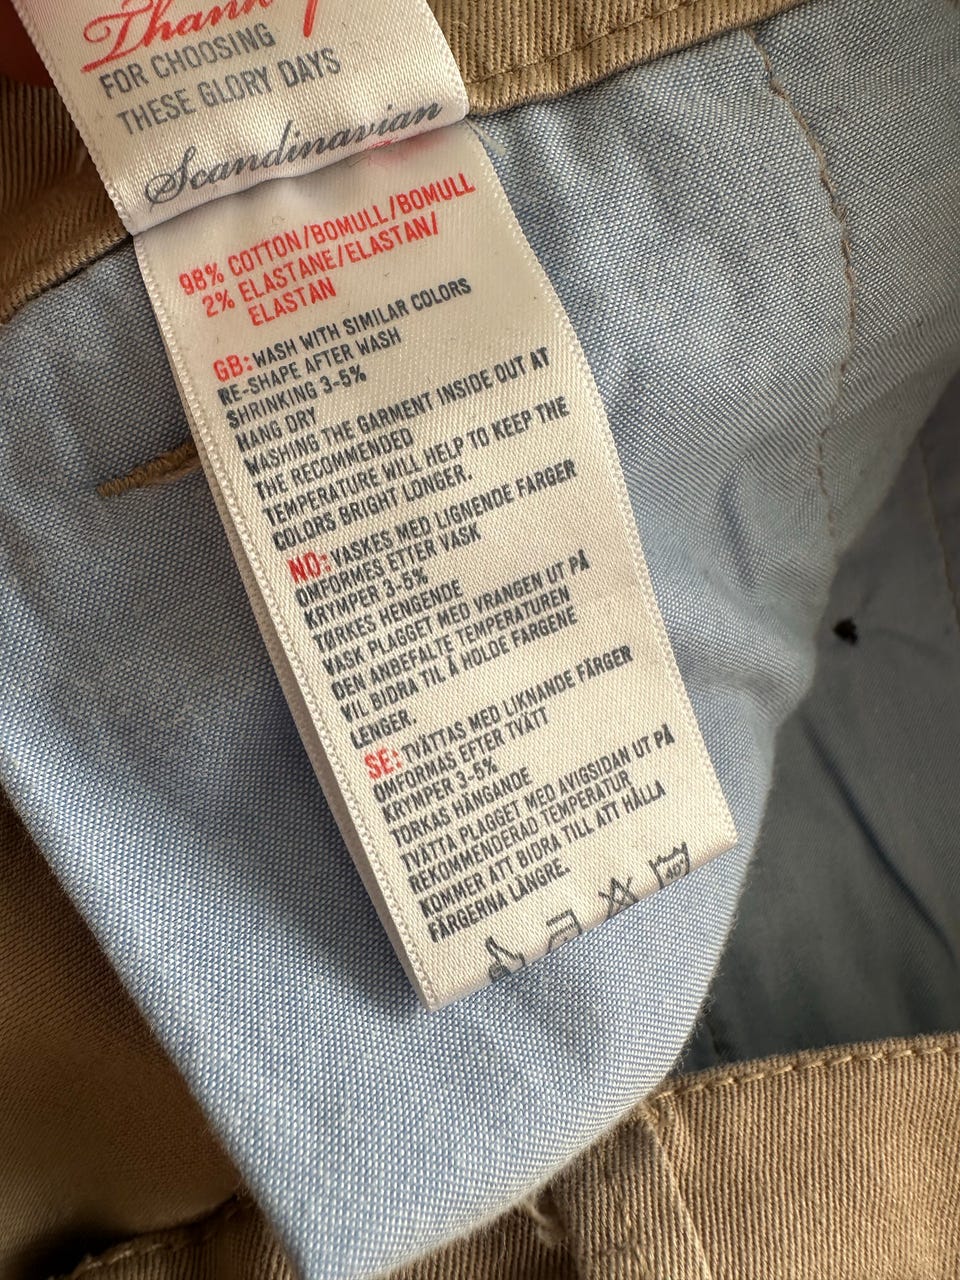 Thank
FOR CHOOSING
THESE GLORY DAYS
Scandinavian
98% COTTON/BOMULL/BOMULL
2% ELASTANE/ELASTAN/
ELASTAN
GB: WASH WITH SIMILAR COLORS
RE-SHAPE AFTER WASH
SHRINKING 3-5%
HANG DRY
WASHING THE GARMENT INSIDE OUT AT
THE RECOMMENDED
TEMPERATURE WILL HELP TO KEEP THE
COLORS BRIGHT LONGER.
NO: VASKES MED LIGNENDE FARGER
OMFORMES ETTER VASK
KRYMPER 3-5%
TØRKES HENGENDE
VASK PLAGGET MED VRANGEN UT PÅ
DEN ANBEFALTE TEMPERATUREN
VIL BIDRA TIL Å HOLDE FARGENE
LENGER.
SE: TVÄTTAS MED LIKNANDE FÄRGER
OMFORMAS EFTER TVÄTT
KRYMPER 3-5%
TORKAS HÄNGANDE
TVÄTTA PLAGGET MED AVIGSIDAN UT PÅ
REKOMMENDERAD TEMPERATUR
KOMMER ATT BIDRA TILL ATT HÅLLA
FÄRGERNA LÄNGRE.
40